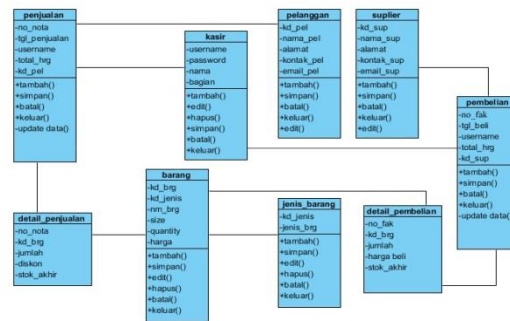 penjualan
-no_nota
-tgl_penjualan
-username
-total_hrg
-kd_pel
+tambah()
+simpan()
+batal()
+keluar()
-update data()
kasir
-username
-password
-nama
-bagian
+tambah()
+edit()
+hapus()
+simpan()
+batal()
+keluar()
pelanggan
-kd_pel
-nama_pel
-alamat
-kontak_pel
-email_pel
+tambah()
+simpan()
+batal()
+keluar()
+edit()
suplier
-kd_sup
-nama_sup
-alamat
-kontak_sup
-email_sup
+tambah()
+simpan()
+batal()
+keluar()
+edit()
pembelian
-no_fak
-tgl_beli
-username
-total_hrg
-kd_sup
+tambah()
+simpan()
+batal()
+keluar()
-update data()
detail_penjualan
-no_nota
-kd_brg
-jumlah
-diskon
-stok_akhir
barang
-kd_brg
-kd_jenis
-nm_brg
-size
-quantity
-harga
+tambah()
+simpan()
+edit()
+hapus()
+batal()
+keluar()
jenis_barang
-kd_jenis
-jenis_brg
+tambah()
+simpan()
+edit()
+hapus()
+batal()
+keluar()
detail_pembelian
-no_fak
-kd_brg
-jumlah
-harga beli
-stok_akhir